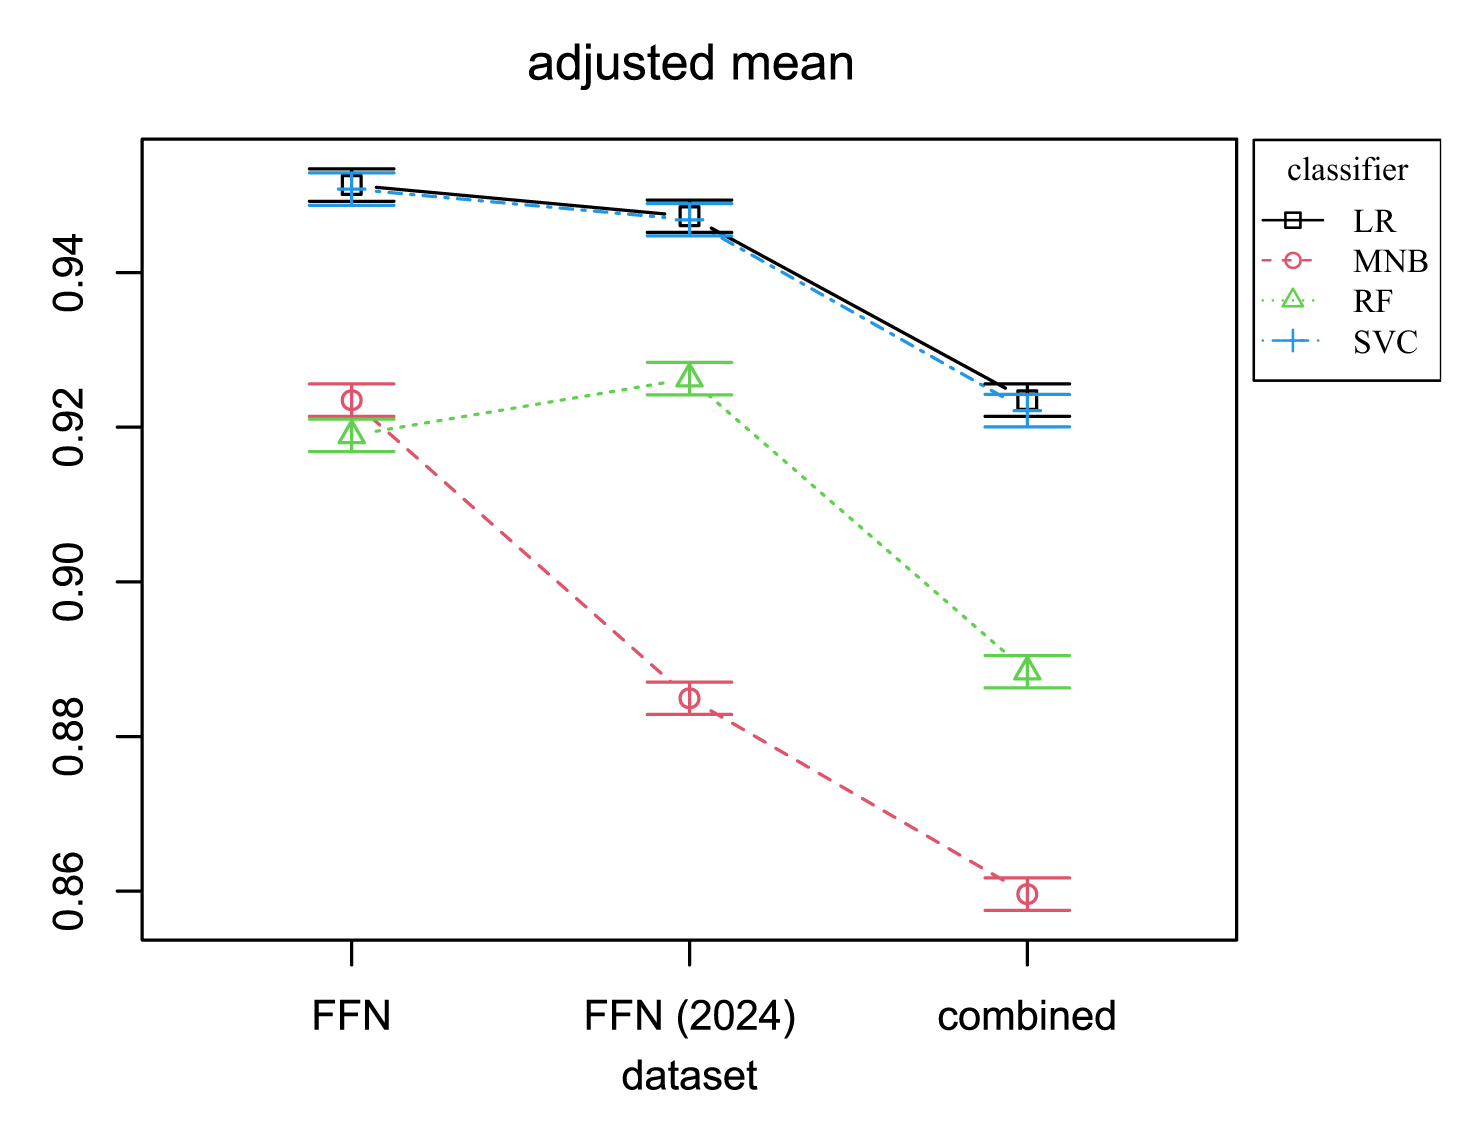 adjusted mean
classifier
LR
MNB
RF
SVC
0.94
0.92
0.90
0.88
0.86
FFN
FFN (2024)
combined
dataset